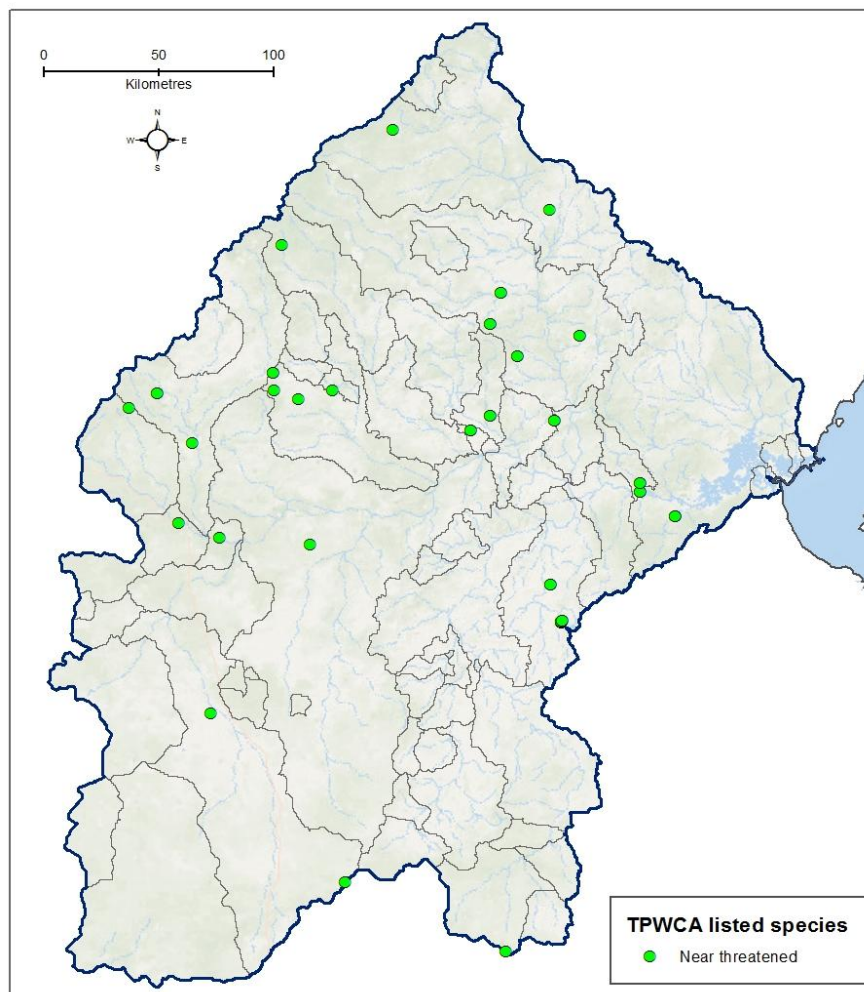 0 50 100
Kilometres
N
W E
S
TPWCA listed species
Near threatened